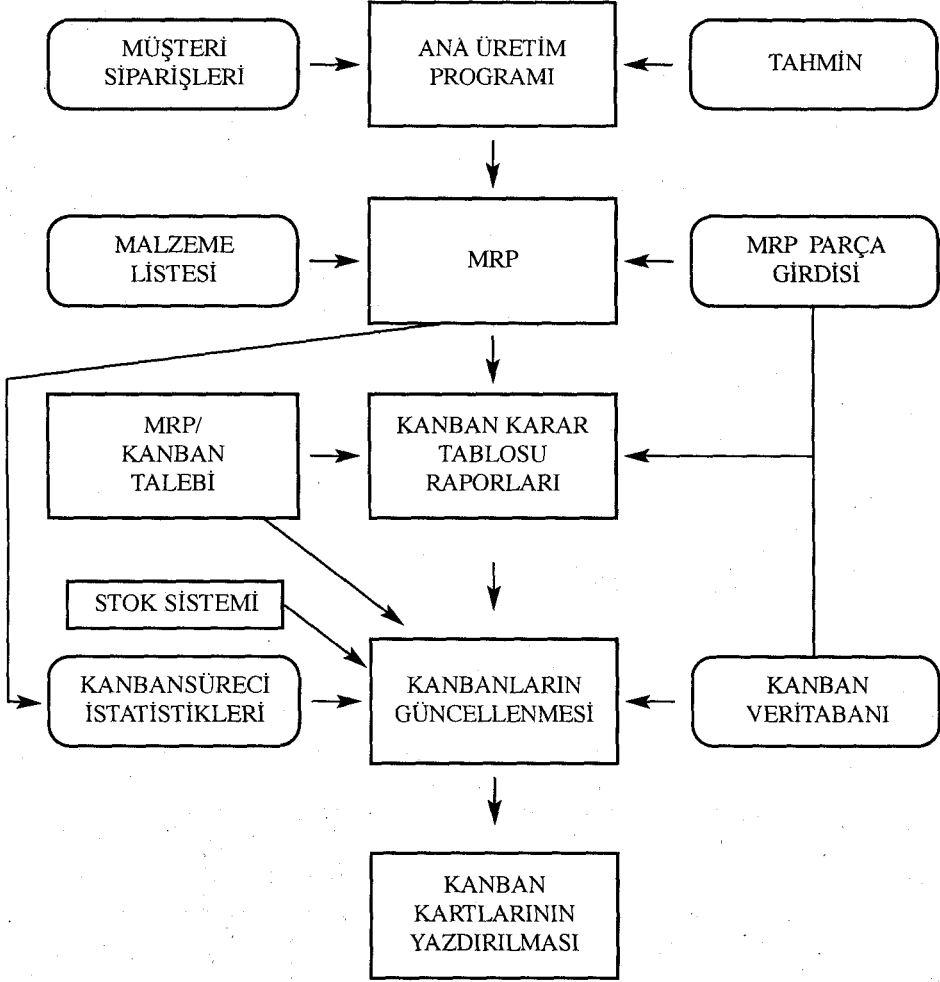 MÜŞTERİ
SİPARİŞLERİ
ANA ÜRETİM
PROGRAMI
TAHMİN
MALZEME
LİSTESİ
MRP
MRP PARÇA
GİRDİSİ
MRP/
KANBAN
TALEBİ
KANBAN KARAR
TABLOSU
RAPORLARI
STOK SİSTEMİ
KANBANSÜRECİ
İSTATİSTİKLERİ
KANBANLARIN
GÜNCELLENMESİ
KANBAN
VERİTABANI
KANBAN
KARTLARININ
YAZDIRILMASI